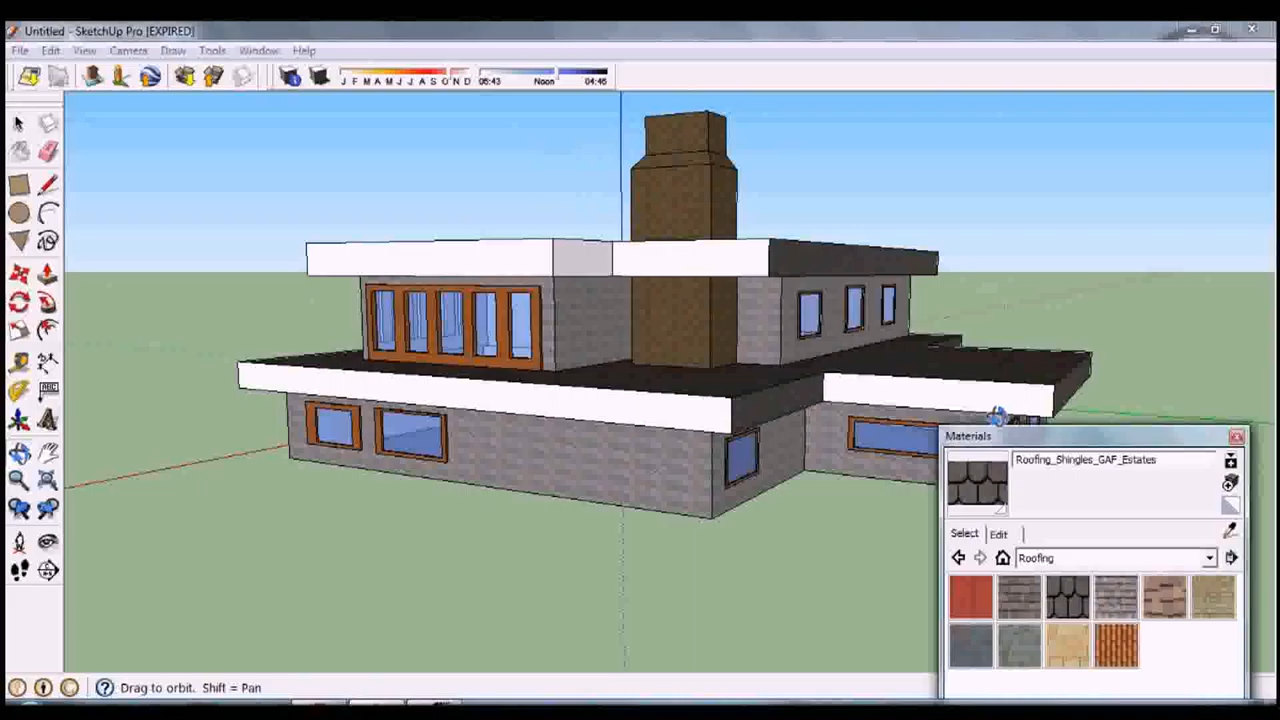 Untitled - SketchUp Pro [EXPIRED]
File Edit View Camera Draw Tools Window Help
J F M A M J J A S O N D 06:43 Noon 04:46
Materials
Roofing_Shingles_GAF_Estates
Select Edit
Roofing
Drag to orbit. Shift = Pan